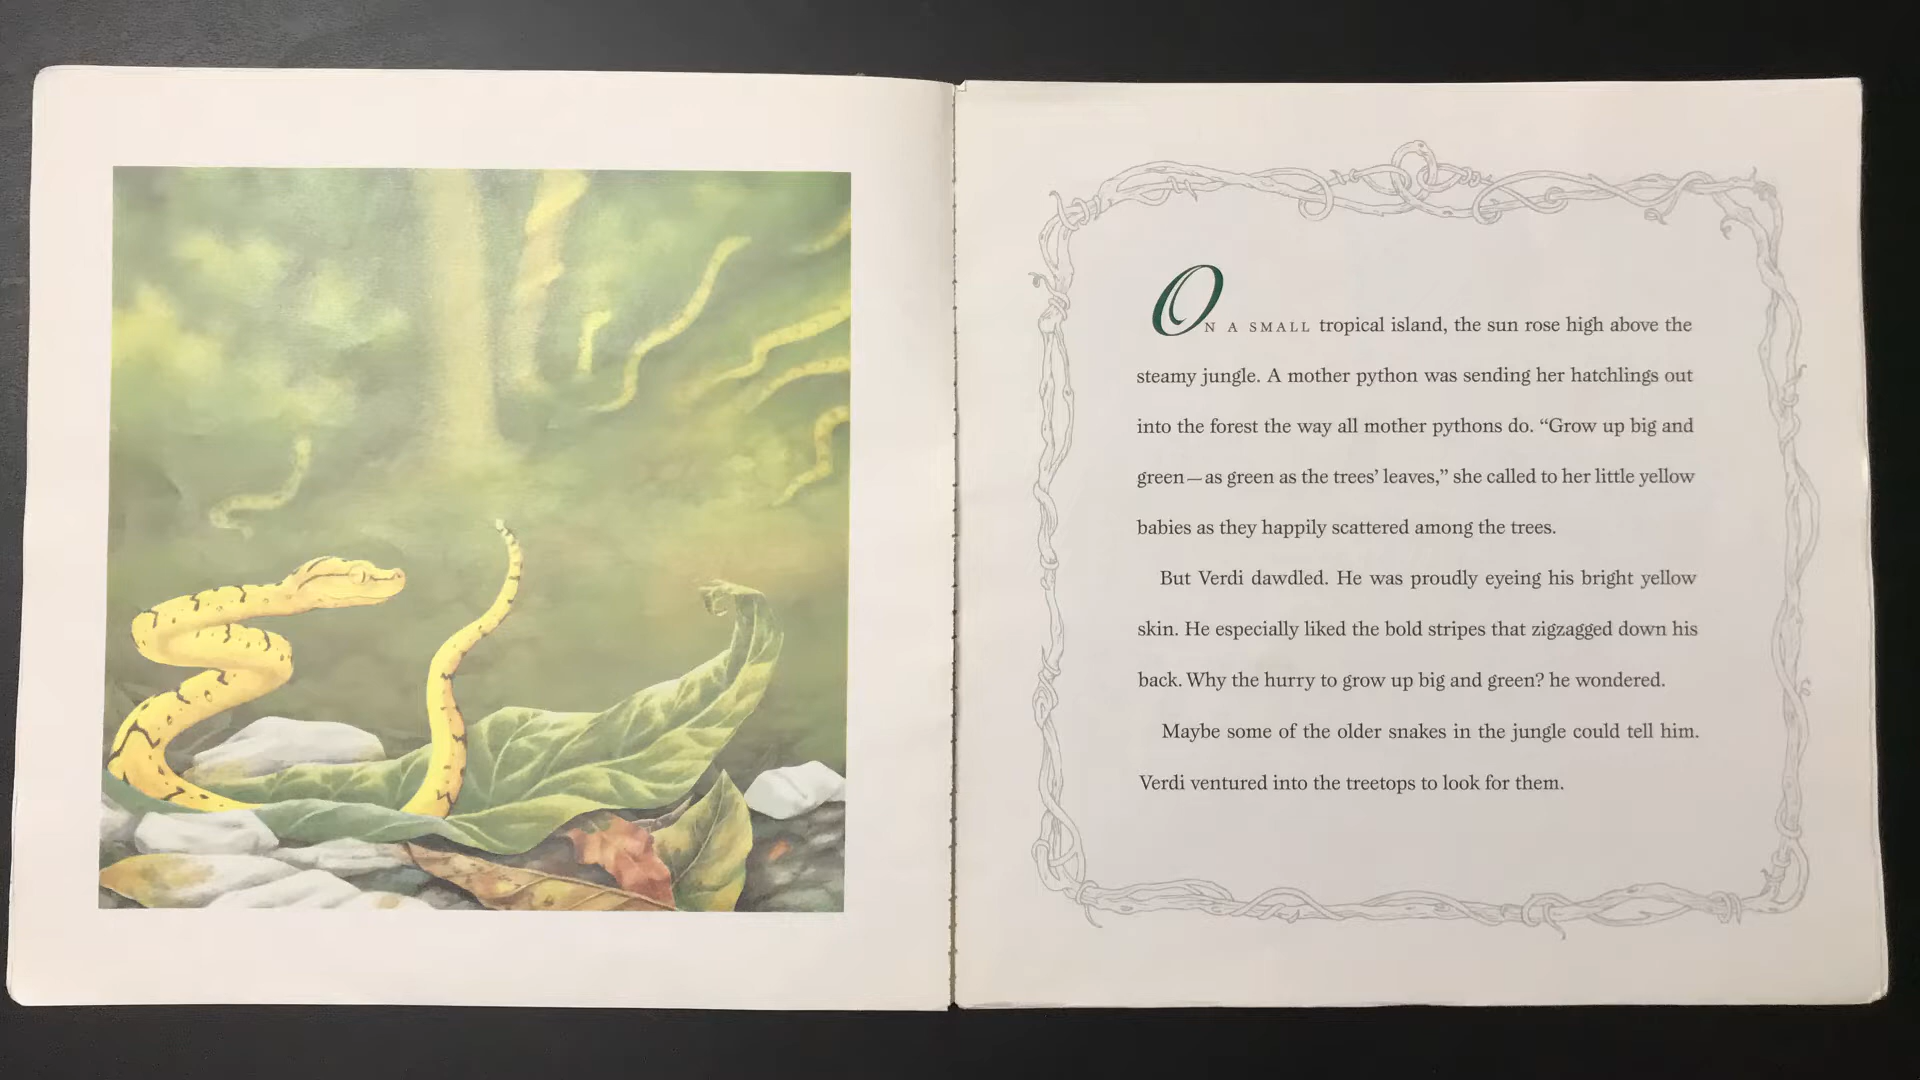 ON A SMALL tropical island, the sun rose high above the
steamy jungle. A mother python was sending her hatchlings out
into the forest the way all mother pythons do. “Grow up big and
green—as green as the trees’ leaves,” she called to her little yellow
babies as they happily scattered among the trees.
But Verdi dawdled. He was proudly eyeing his bright yellow
skin. He especially liked the bold stripes that zigzagged down his
back. Why the hurry to grow up big and green? he wondered.
Maybe some of the older snakes in the jungle could tell him.
Verdi ventured into the treetops to look for them.